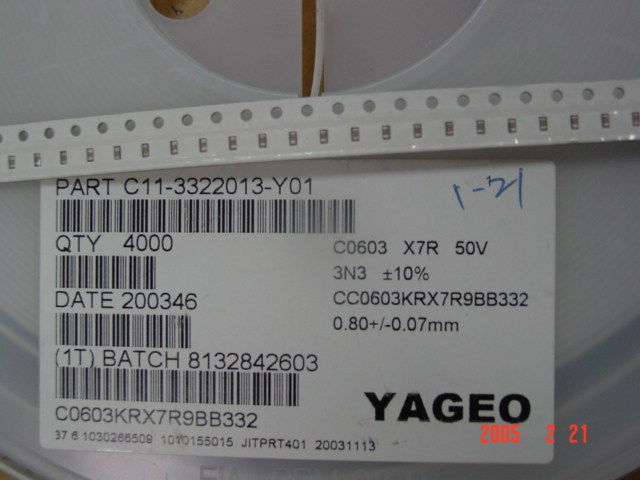 PART C11-3322013-Y01
1-21
QTY 4000
C0603 X7R 50V
3N3 ±10%
DATE 200346
CC0603KRX7R9BB332
0.80+/-0.07mm
(1T) BATCH 8132842603
C0603KRX7R9BB332
YAGEO
37 6 1030266509 1010155015 JITPRT401 20031113
2005 2 21